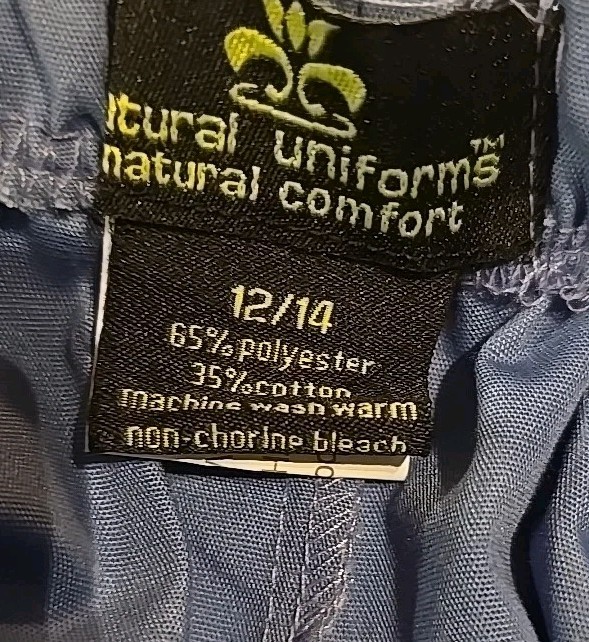 tural uniforms™
natural comfort
12/14
65%polyester
35%cotton
machine wash warm
non-chorine bleach